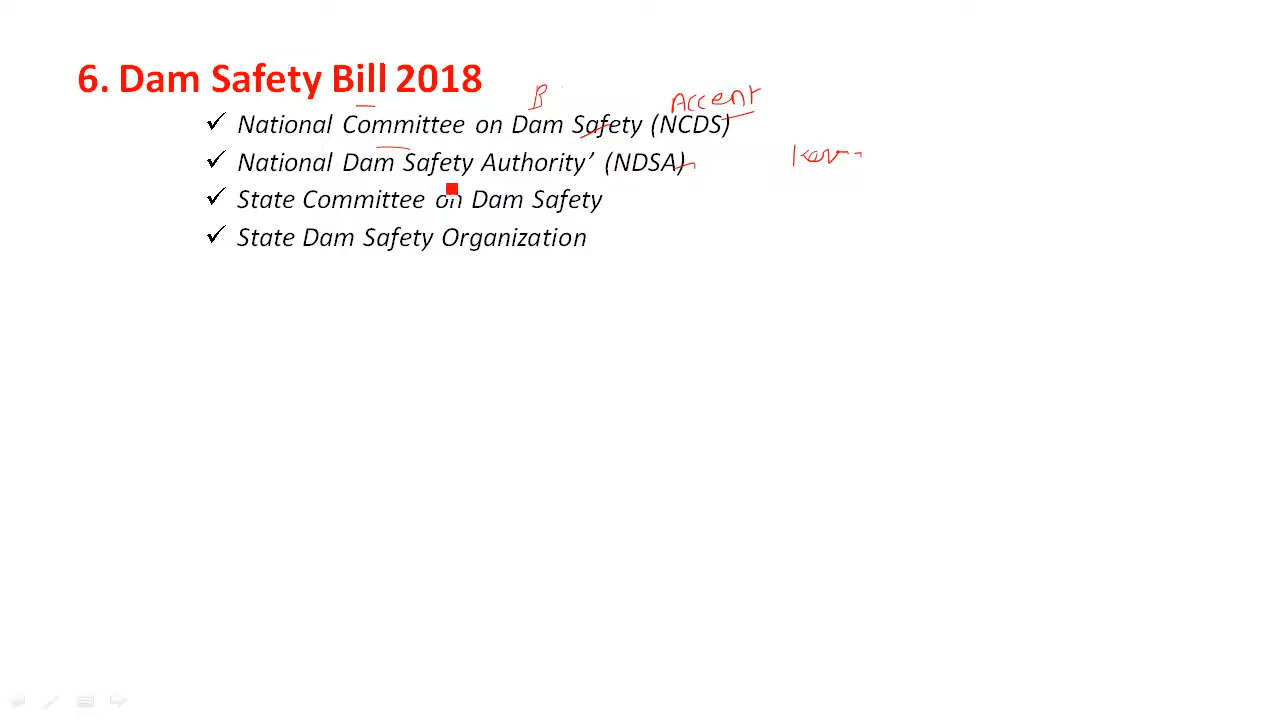 6. Dam Safety Bill 2018
B
Accent
✓ National Committee on Dam Safety (NCDS)
✓ National Dam Safety Authority’ (NDSA)
✓ State Committee on Dam Safety
✓ State Dam Safety Organization